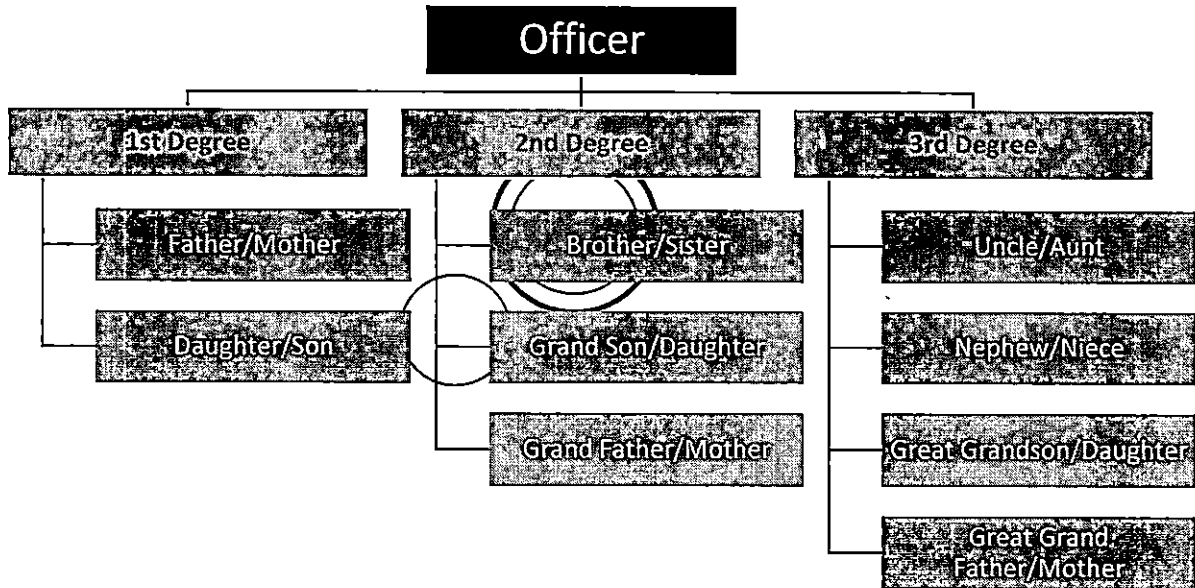 Officer
1st Degree
Father/Mother
Daughter/Son
2nd Degree
Brother/Sister
Grand Son/Daughter
Grand Father/Mother
3rd Degree
Uncle/Aunt
Nephew/Niece
Great Grandson/Daughter
Great Grand
Father/Mother